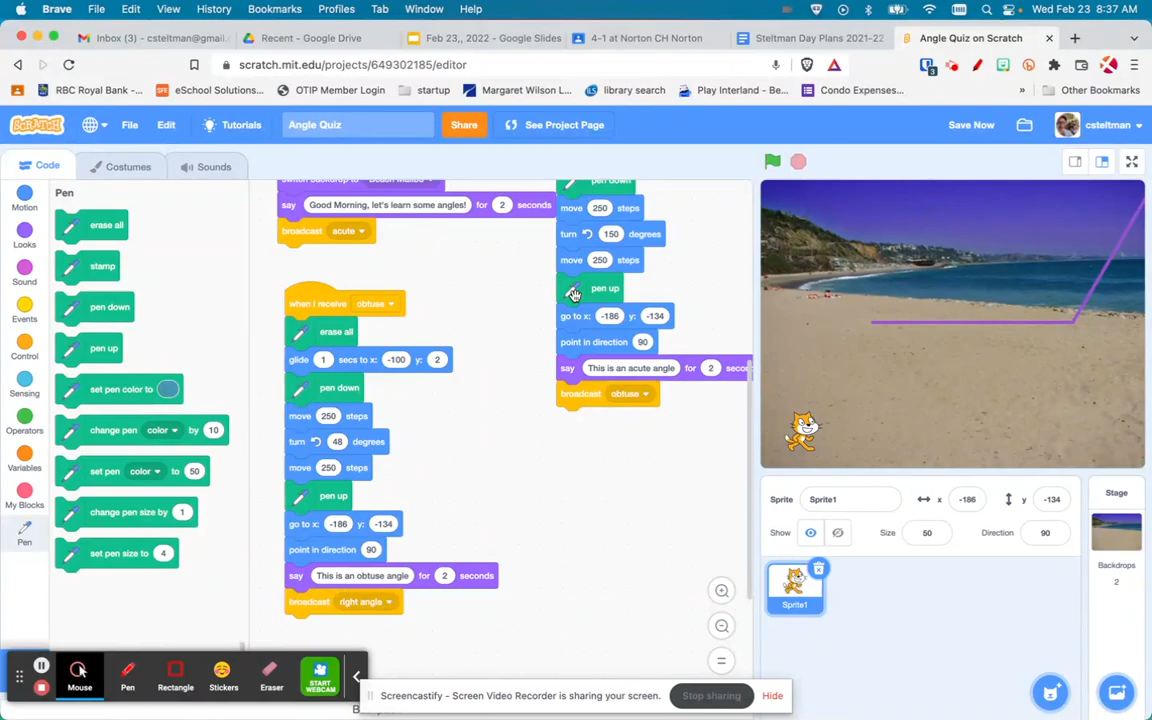 Brave File Edit View History Bookmarks Profiles Tab Window Help Wed Feb 23 8:37 AM
Inbox (3) – csteltman@gmail. Recent - Google Drive Feb 23,, 2022 - Google Slides 4-1 at Norton CH Norton Steltman Day Plans 2021-22 Angle Quiz on Scratch
scratch.mit.edu/projects/649302185/editor
RBC Royal Bank -... eSchool Solutions... OTIP Member Login startup Margaret Wilson L... library search Play Interland - Be... Condo Expenses... » Other Bookmarks
SCRATCH File Edit Tutorials Angle Quiz Share See Project Page Save Now csteltman
Code Costumes Sounds
Motion
Looks
Sound
Events
Control
Sensing
Operators
Variables
My Blocks
Pen
Pen
erase all
stamp
pen down
pen up
set pen color to
change pen color by 10
set pen color to 50
change pen size by 1
set pen size to 4
say Good Morning, let's learn some angles! for 2 seconds
broadcast acute
when I receive obtuse
erase all
glide 1 secs to x: -100 y: 2
pen down
move 250 steps
turn 48 degrees
move 250 steps
pen up
go to x: -186 y: -134
point in direction 90
say This is an obtuse angle for 2 seconds
broadcast right angle
pen down
move 250 steps
turn 150 degrees
move 250 steps
pen up
go to x: -186 y: -134
point in direction 90
say This is an acute angle for 2
broadcast obtuse
Sprite Sprite1 x -186 y -134
Show Size 50 Direction 90
Sprite1
Stage
Backdrops
2
Mouse Pen Rectangle Stickers Eraser START WEBCAM
Screencastify - Screen Video Recorder is sharing your screen. Stop sharing Hide